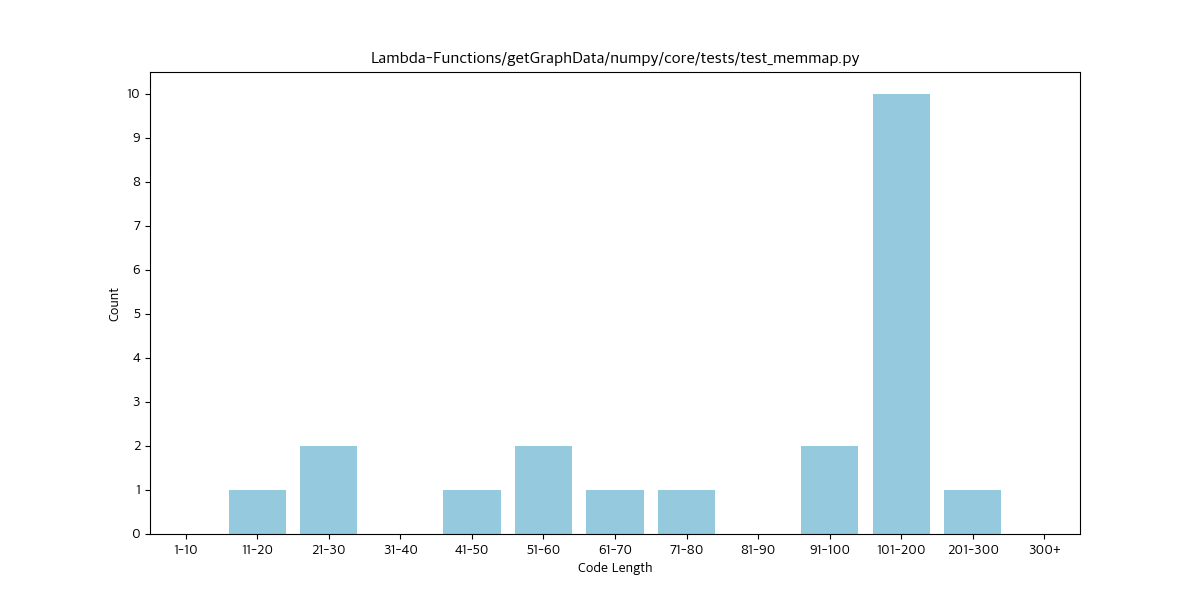 Lambda-Functions/getGraphData/numpy/core/tests/test_memmap.py
10
9
8
7
6
5
4
3
2
1
0
Count
1-10 11-20 21-30 31-40 41-50 51-60 61-70 71-80 81-90 91-100 101-200 201-300 300+
Code Length